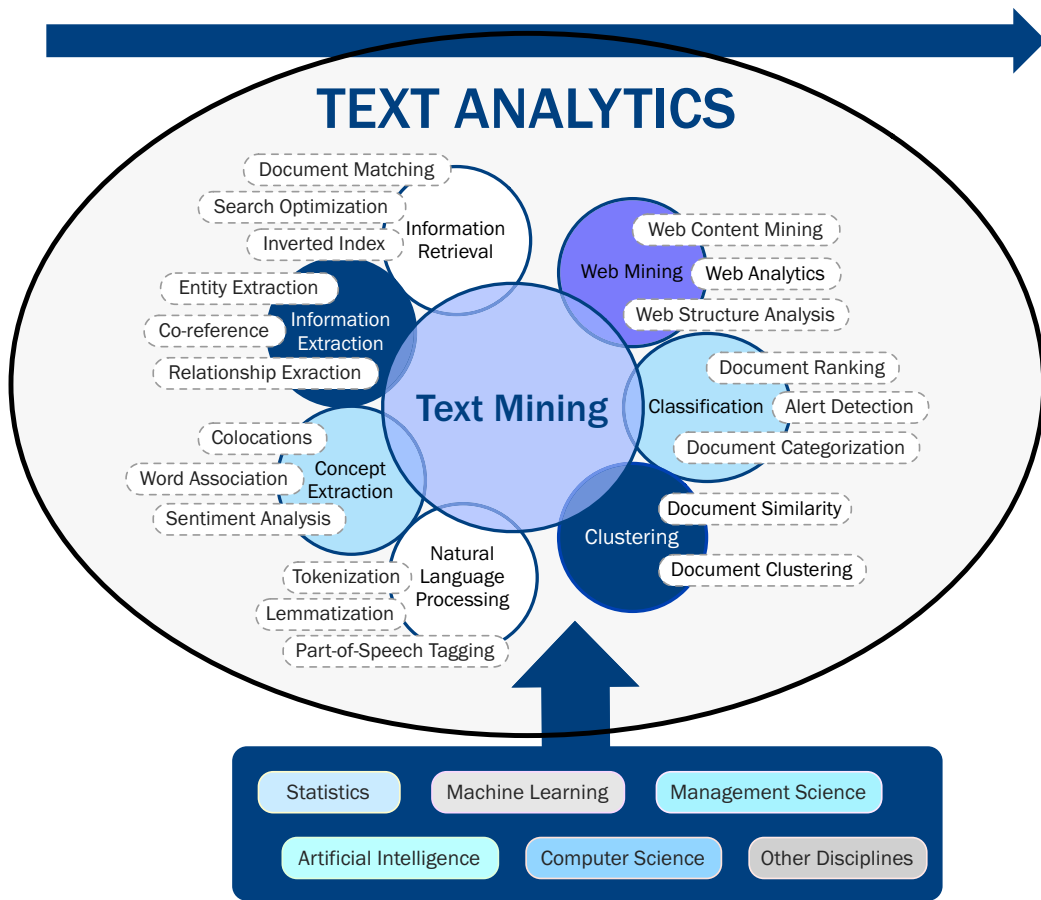 TEXT ANALYTICS
Document Matching
Search Optimization
Inverted Index
Information
Retrieval
Entity Extraction
Co-reference
Relationship Exraction
Information
Extraction
Colocations
Word Association
Sentiment Analysis
Concept
Extraction
Tokenization
Lemmatization
Part-of-Speech Tagging
Natural
Language
Processing
Text Mining
Web Mining
Web Content Mining
Web Analytics
Web Structure Analysis
Classification
Document Ranking
Alert Detection
Document Categorization
Clustering
Document Similarity
Document Clustering
Statistics
Machine Learning
Management Science
Artificial Intelligence
Computer Science
Other Disciplines